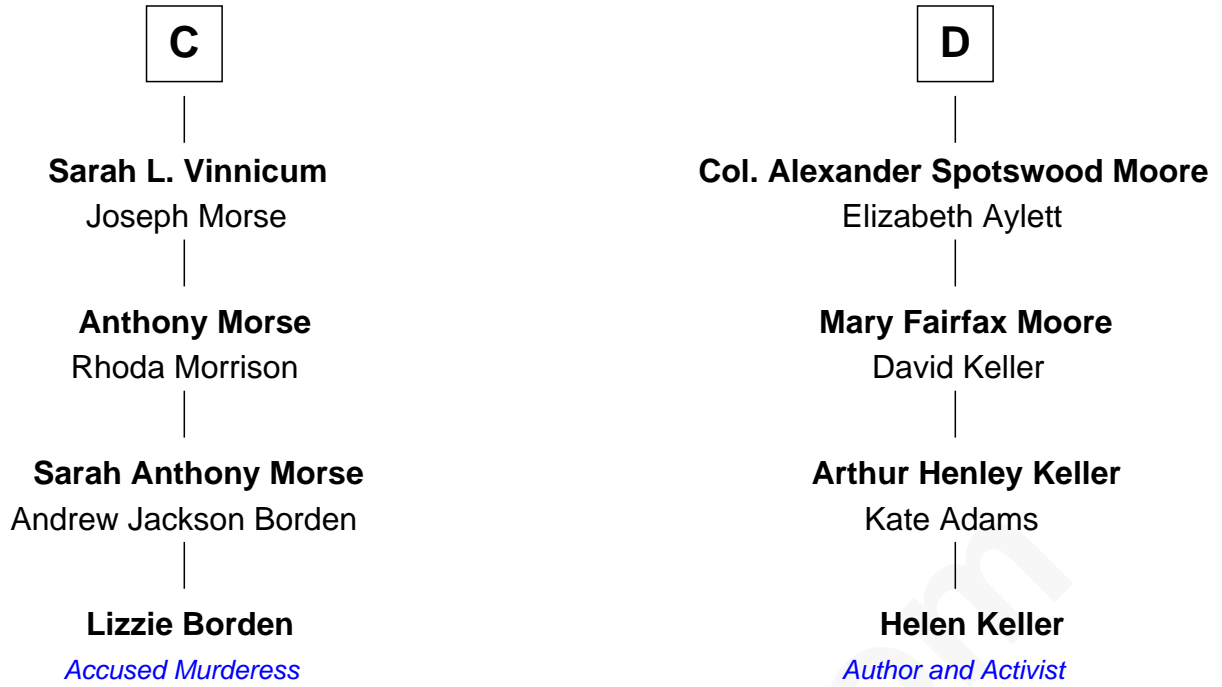 C
Sarah L. Vinnicum
Joseph Morse
Anthony Morse
Rhoda Morrison
Sarah Anthony Morse
Andrew Jackson Borden
Lizzie Borden
Accused Murderess
D
Col. Alexander Spotswood Moore
Elizabeth Aylett
Mary Fairfax Moore
David Keller
Arthur Henley Keller
Kate Adams
Helen Keller
Author and Activist